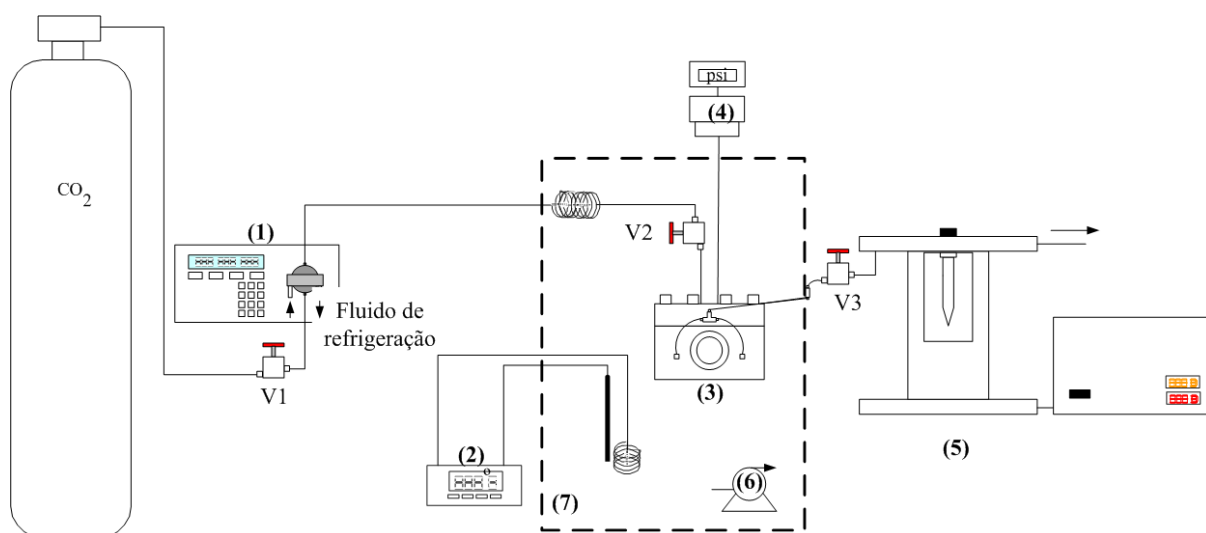 psi
(4)
CO2
V2
(1)
V3
Fluido de
refrigeração
V1
(3)
(2)
(5)
(6)
(7)